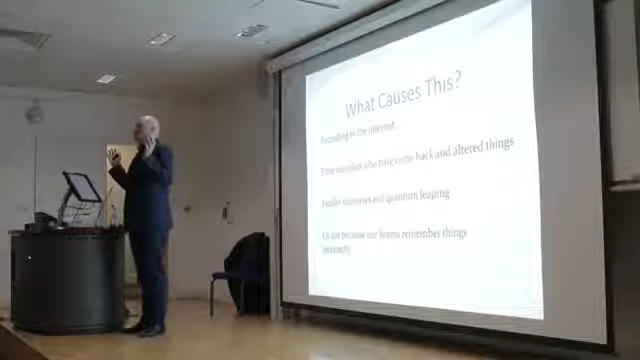 What Causes This?
According to the internet...
Time travellers who have come back and altered things
Parallel universes and quantum leaping
Or just because our brains remember things